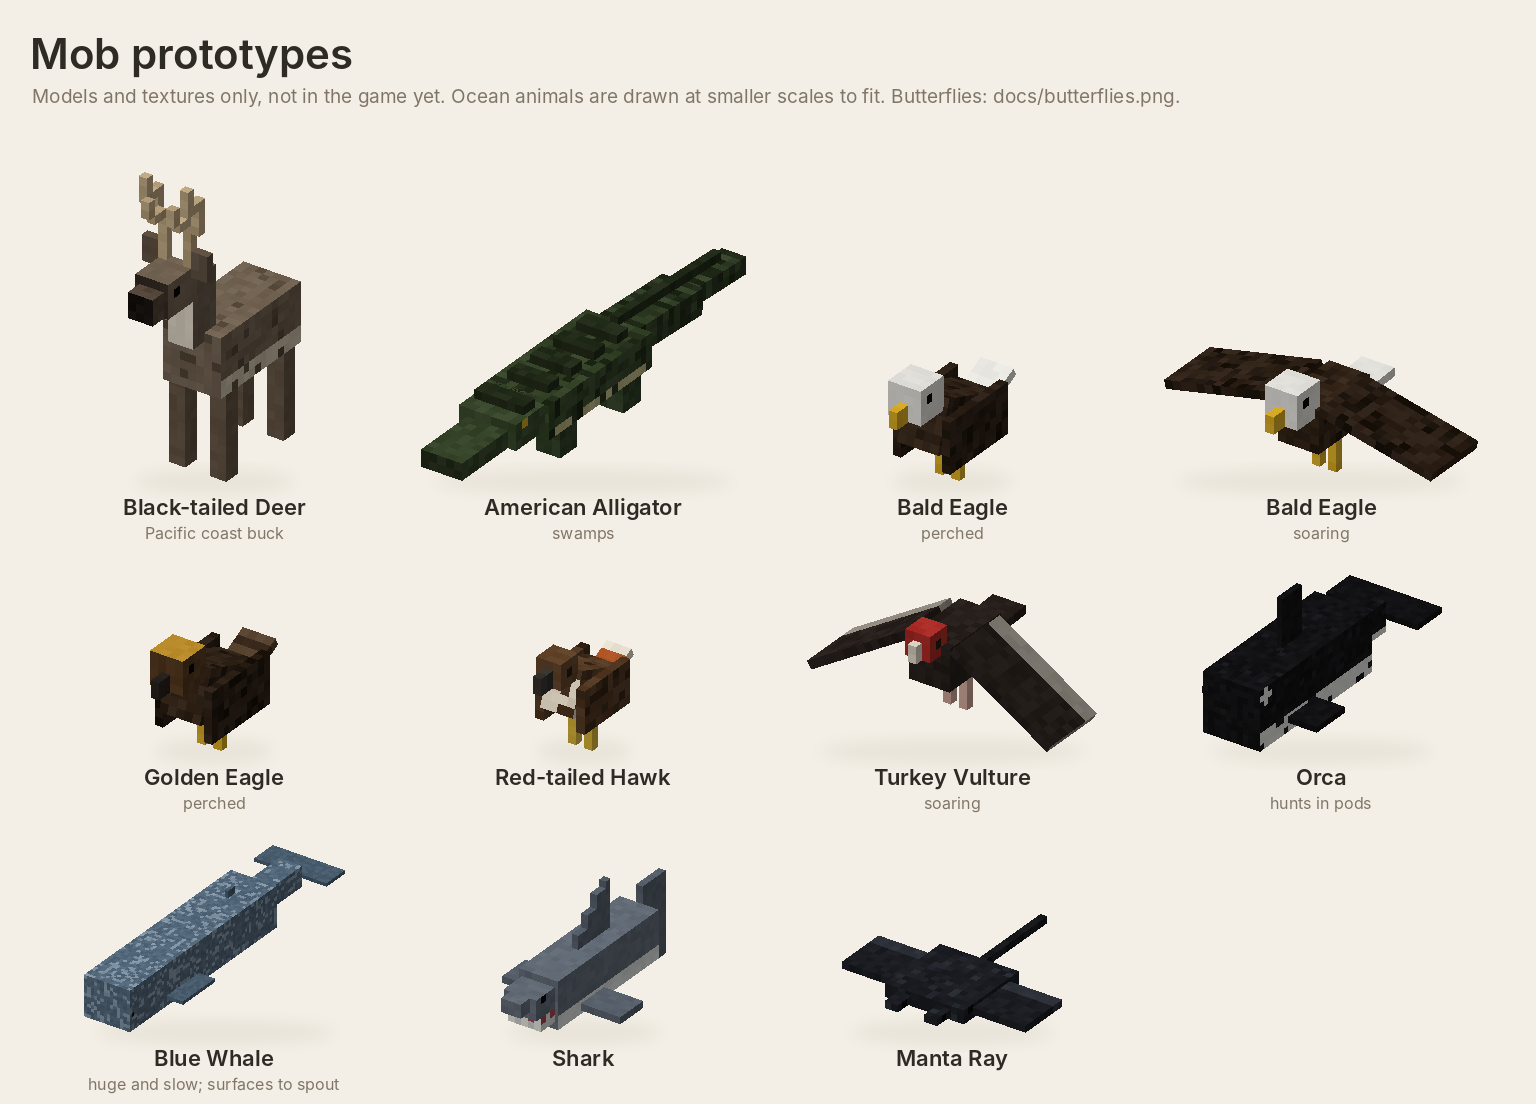 Mob prototypes
Models and textures only, not in the game yet. Ocean animals are drawn at smaller scales to fit. Butterflies: docs/butterflies.png.
Black-tailed Deer
Pacific coast buck
American Alligator
swamps
Bald Eagle
perched
Bald Eagle
soaring
Golden Eagle
perched
Red-tailed Hawk
Turkey Vulture
soaring
Orca
hunts in pods
Blue Whale
huge and slow; surfaces to spout
Shark
Manta Ray